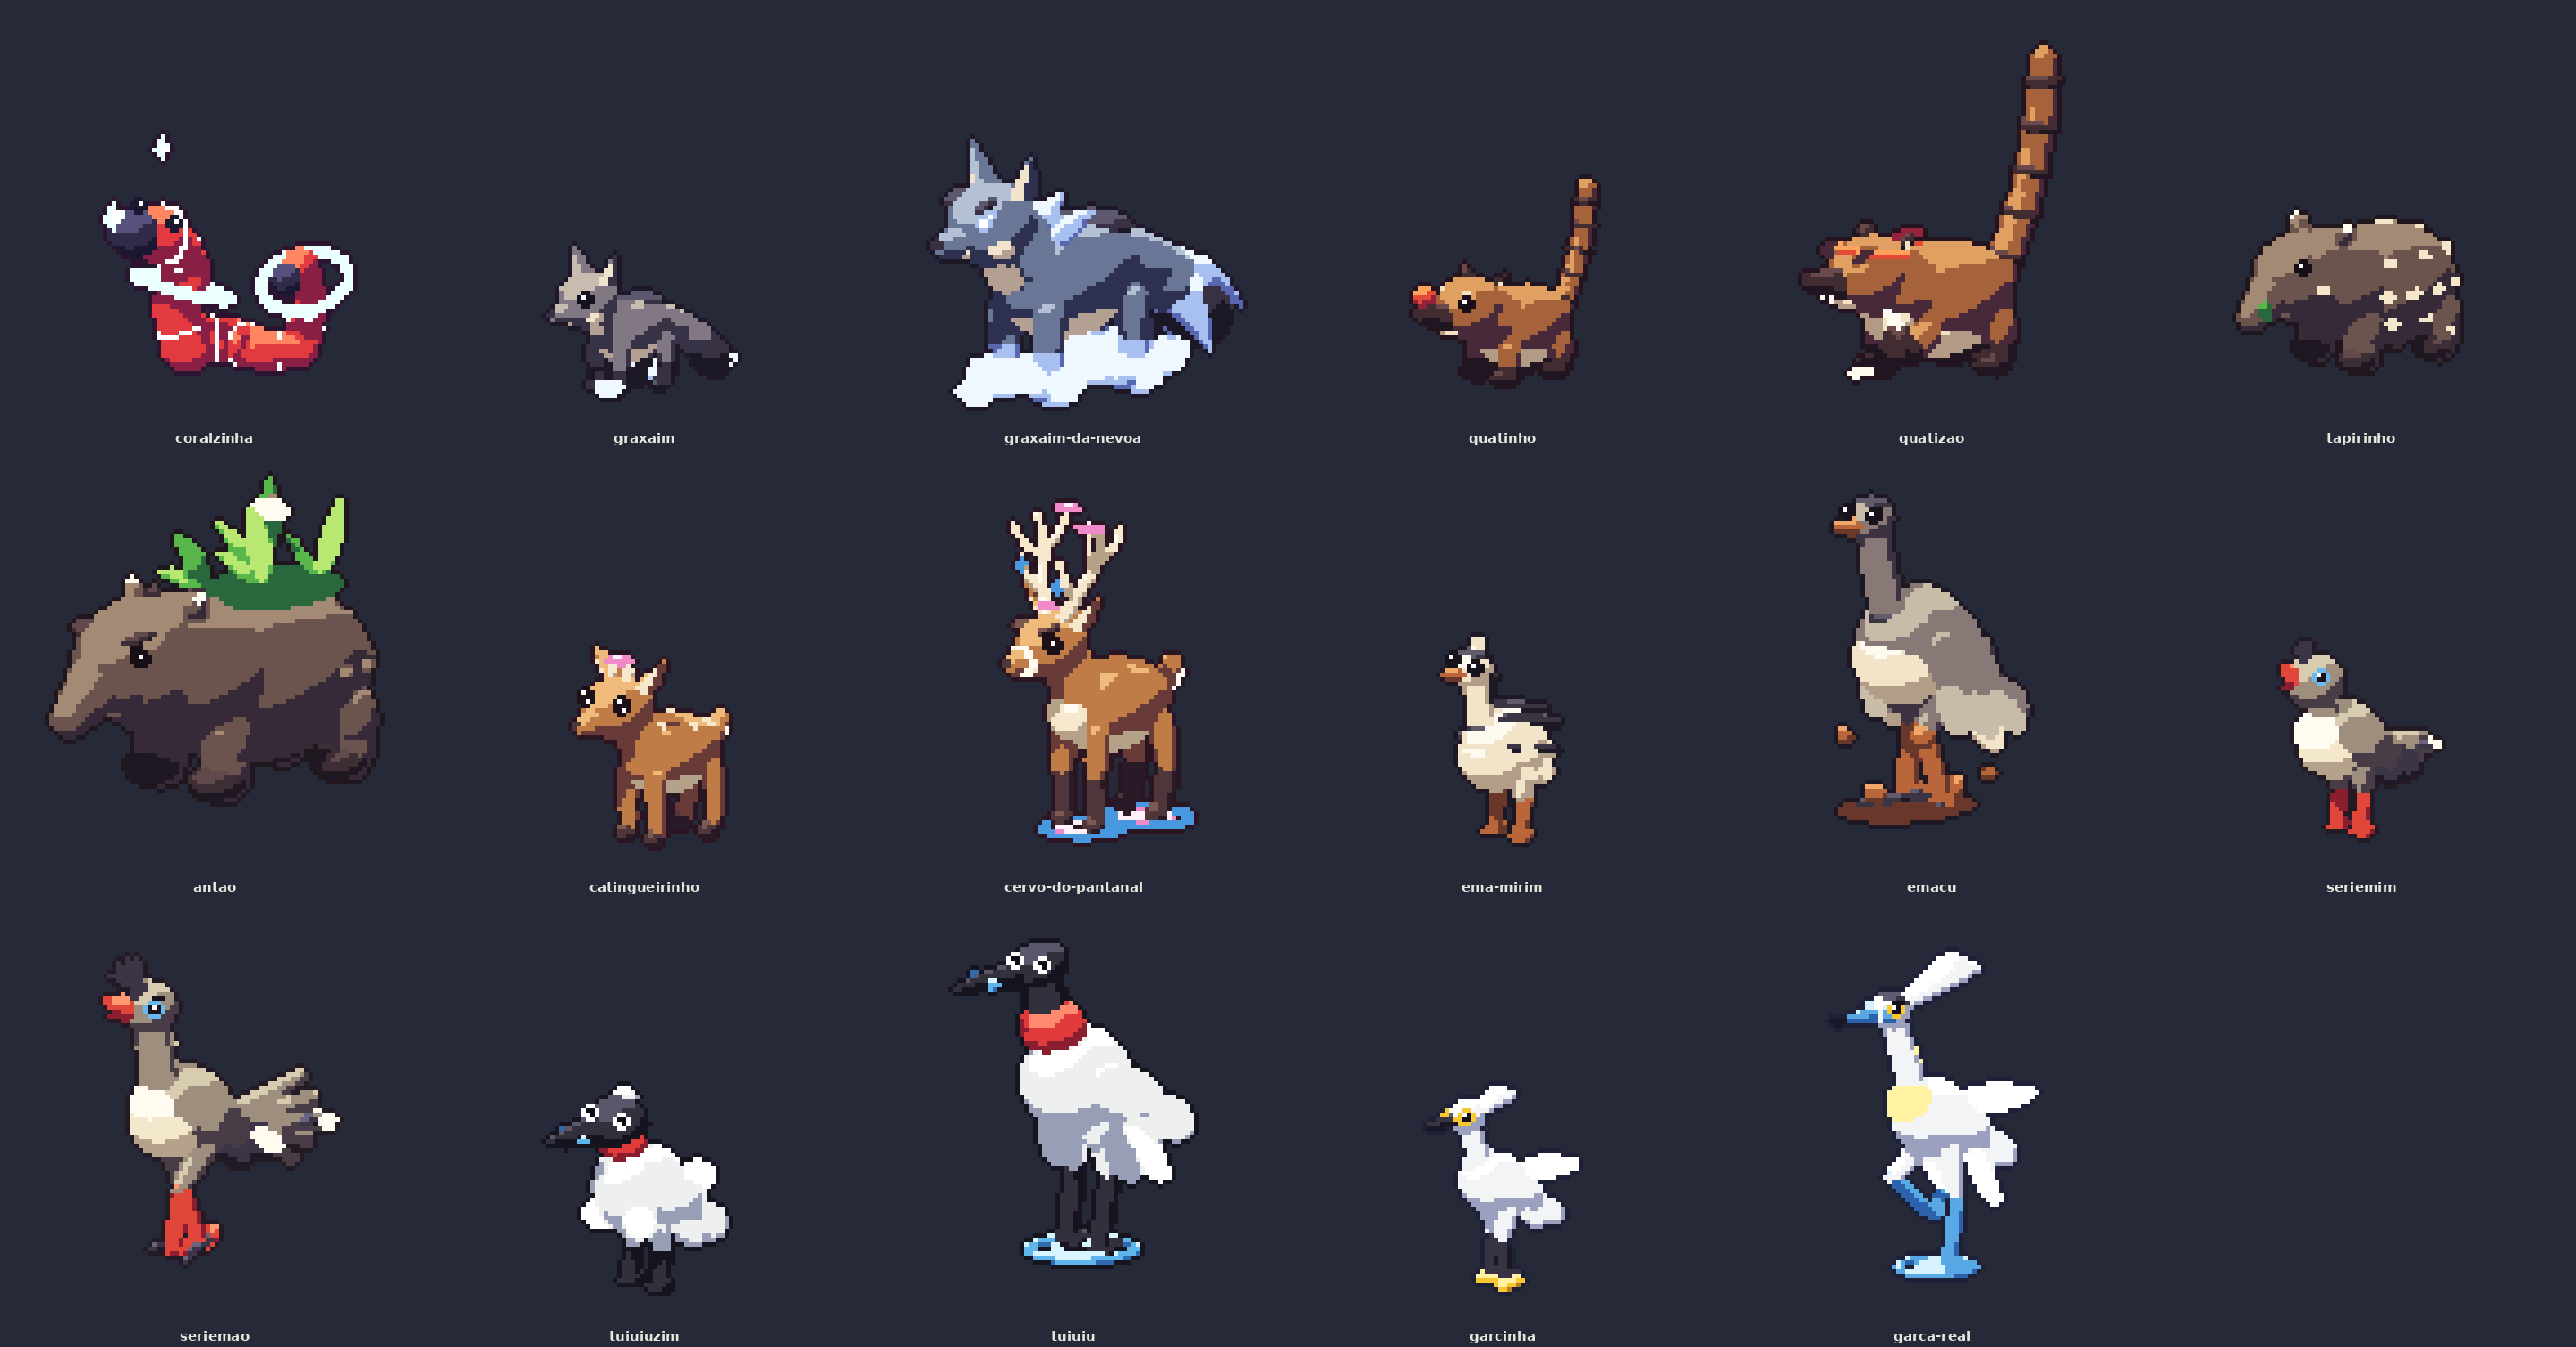 coralzinha
graxaim
graxaim-da-nevoa
quatinho
quatizao
tapirinho
antao
catingueirinho
cervo-do-pantanal
ema-mirim
emacu
seriemim
seriemao
tuiuiuzim
tuiuiu
garcinha
garca-real